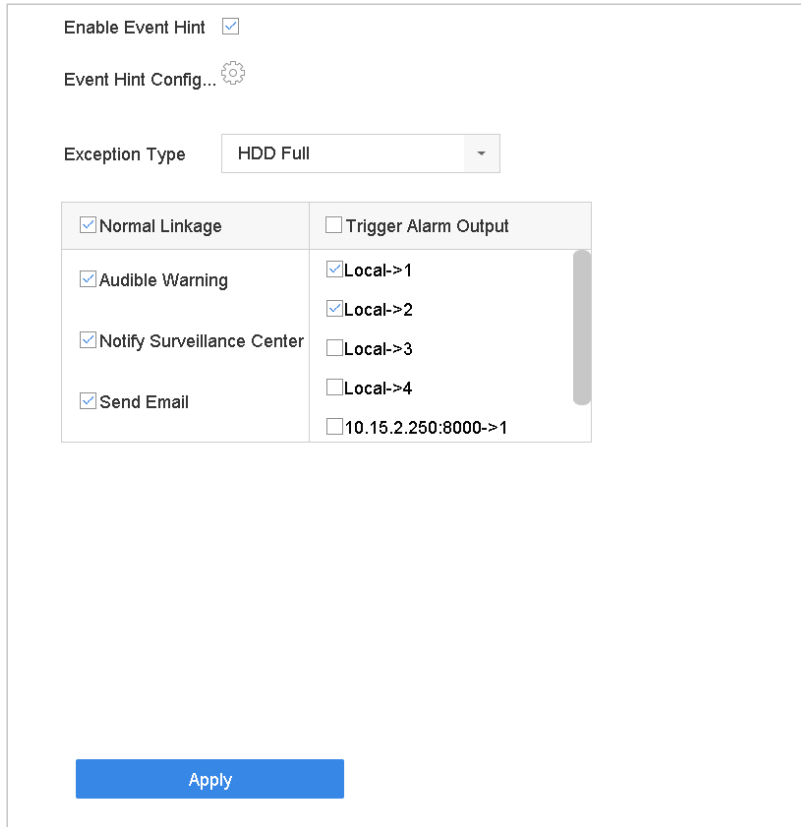 Enable Event Hint
Event Hint Config...
Exception Type HDD Full
Normal Linkage Trigger Alarm Output
Audible Warning
Notify Surveillance Center
Send Email
Local->1
Local->2
Local->3
Local->4
10.15.2.250:8000->1
Apply